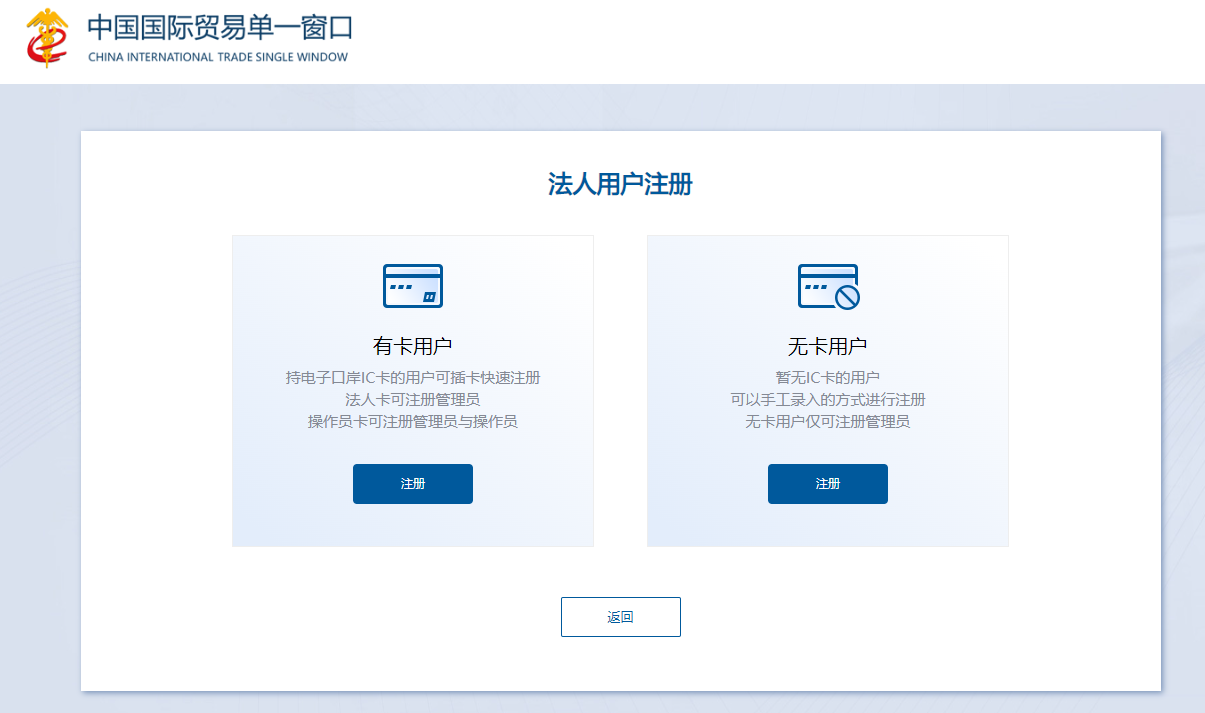 中国国际贸易单一窗口
CHINA INTERNATIONAL TRADE SINGLE WINDOW
法人用户注册
有卡用户
持电子口岸IC卡的用户可插卡快速注册
法人卡可注册管理员
操作员卡可注册管理员与操作员
注册
无卡用户
暂无IC卡的用户
可以手工录入的方式进行注册
无卡用户仅可注册管理员
注册
返回